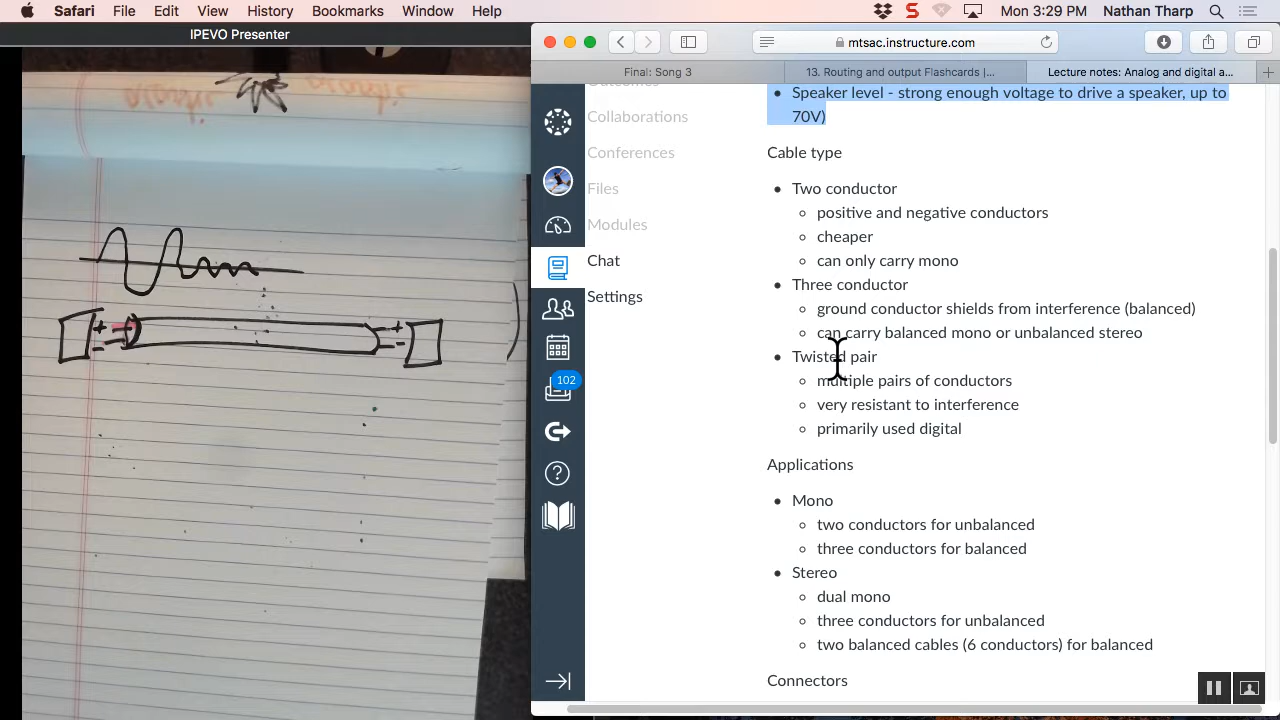 Safari File Edit View History Bookmarks Window Help
Mon 3:29 PM Nathan Tharp
IPEVO Presenter
mtsac.instructure.com
Final: Song 3
13. Routing and output Flashcards |...
Lecture notes: Analog and digital a...
Collaborations
Conferences
Files
Modules
Chat
Settings
102
• Speaker level - strong enough voltage to drive a speaker, up to
70V)
Cable type
• Two conductor
◦ positive and negative conductors
◦ cheaper
◦ can only carry mono
• Three conductor
◦ ground conductor shields from interference (balanced)
◦ can carry balanced mono or unbalanced stereo
• Twisted pair
◦ multiple pairs of conductors
◦ very resistant to interference
◦ primarily used digital
Applications
• Mono
◦ two conductors for unbalanced
◦ three conductors for balanced
• Stereo
◦ dual mono
◦ three conductors for unbalanced
◦ two balanced cables (6 conductors) for balanced
Connectors
+ +
- -